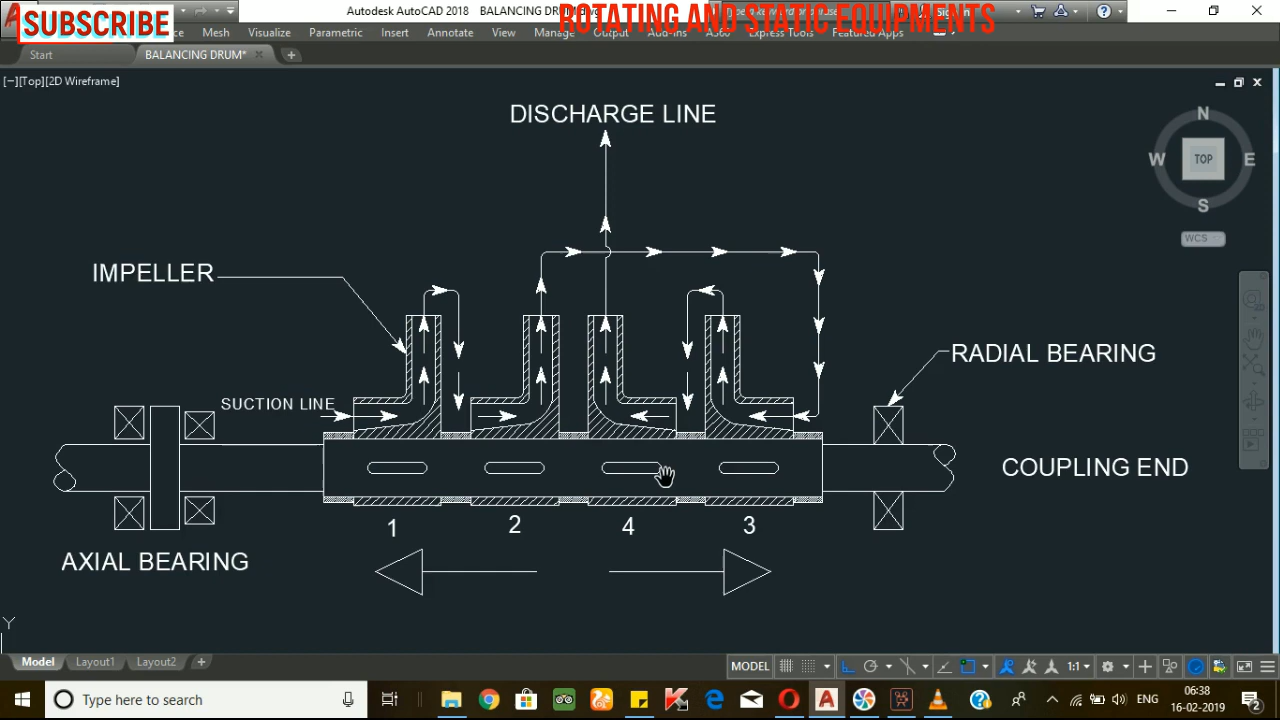 SUBSCRIBE
Autodesk AutoCAD 2018 BALANCING DRUM
ROTATING AND STATIC EQUIPMENTS
Mesh Visualize Parametric Insert Annotate View Manage Output Add-ins A360 Express Tools Featured Apps
Start BALANCING DRUM* +
[−][Top][2D Wireframe]
DISCHARGE LINE
N
W TOP E
S
WCS
IMPELLER
RADIAL BEARING
SUCTION LINE
COUPLING END
1 2 4 3
AXIAL BEARING
Y
Model Layout1 Layout2 +
MODEL 1:1
Type here to search
ENG
06:38
16-02-2019
2